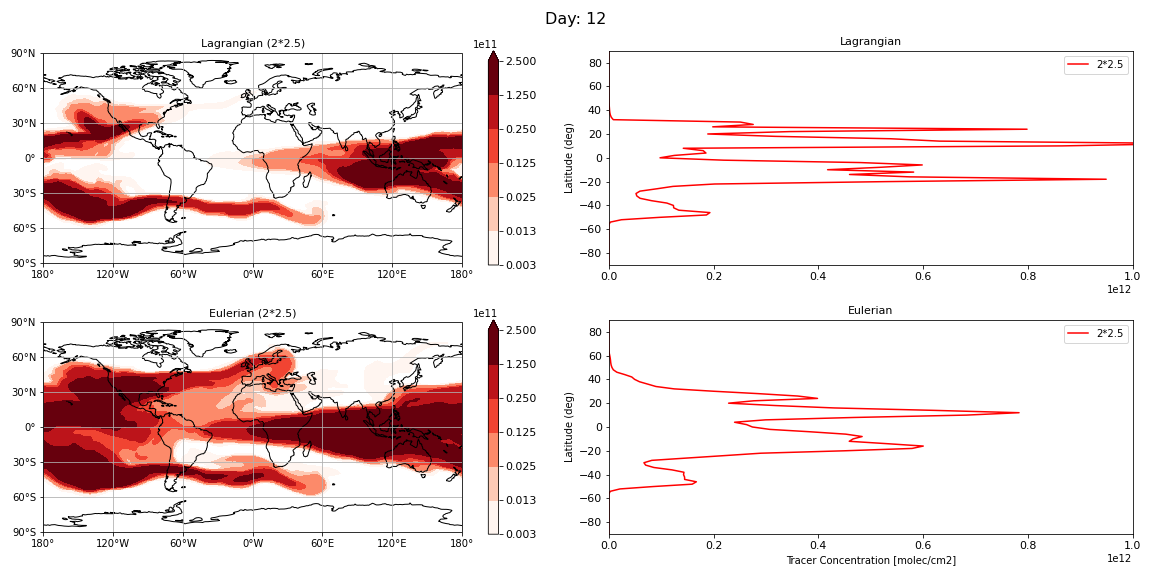 Day: 12
Lagrangian (2*2.5)
1e11
90°N
60°N
30°N
0°
30°S
60°S
90°S
180°
120°W
60°W
0°W
60°E
120°E
180°
2.500
1.250
0.250
0.125
0.025
0.013
0.003
Lagrangian
2*2.5
Latitude (deg)
80
60
40
20
0
−20
−40
−60
−80
0.0
0.2
0.4
0.6
0.8
1.0
1e12
Eulerian (2*2.5)
1e11
90°N
60°N
30°N
0°
30°S
60°S
90°S
180°
120°W
60°W
0°W
60°E
120°E
180°
2.500
1.250
0.250
0.125
0.025
0.013
0.003
Eulerian
2*2.5
Latitude (deg)
80
60
40
20
0
−20
−40
−60
−80
0.0
0.2
0.4
0.6
0.8
1.0
1e12
Tracer Concentration [molec/cm2]